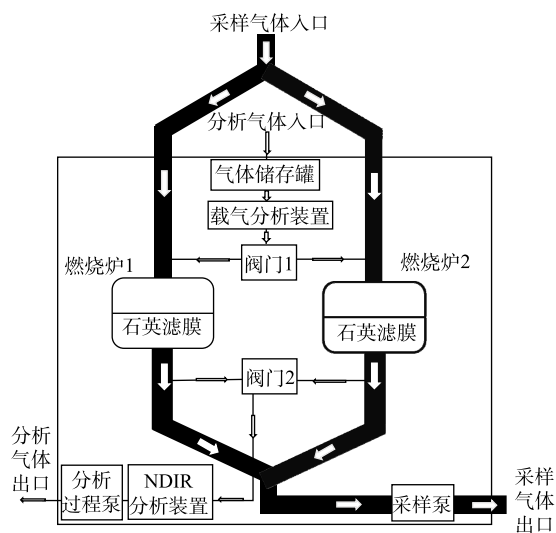 采样气体入口
分析气体入口
气体储存罐
载气分析装置
燃烧炉1
阀门1
燃烧炉2
石英滤膜
石英滤膜
阀门2
分析
气体
出口
分析
过程泵
NDIR
分析装置
采样泵
采样
气体
出口